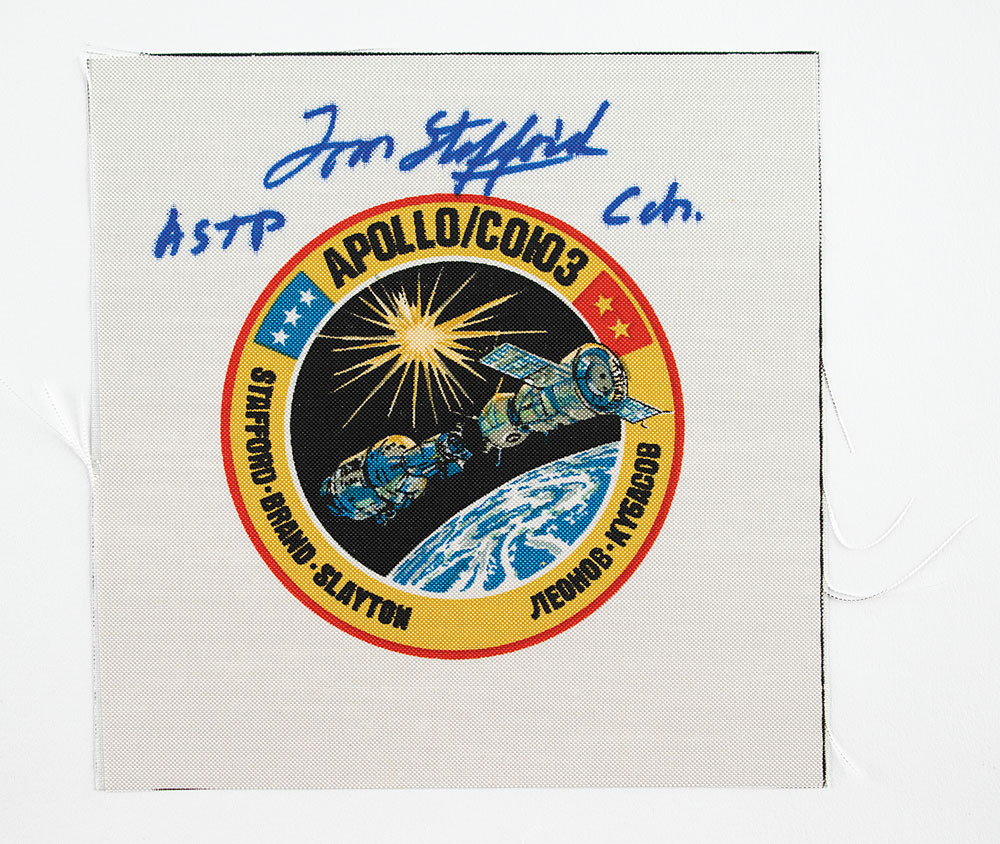 Tom Stafford
ASTP Cdr.
APOLLO/СОЮЗ
STAFFORD·BRAND·SLAYTON
ЛЕОНОВ·КУБАСОВ